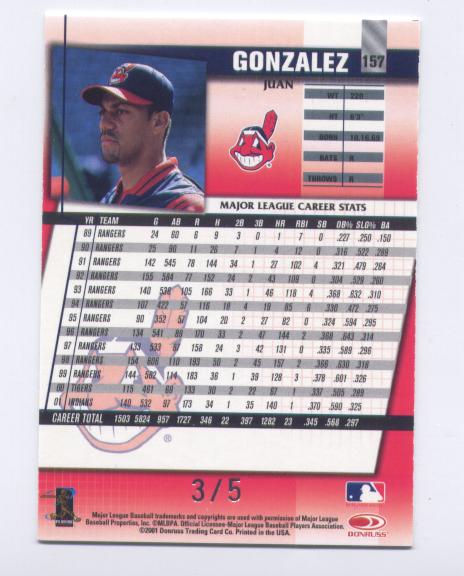 GONZALEZ 157
JUAN
WT 220
HT 6'3"
BORN 10.16.69
BATS R
THROWS R
MAJOR LEAGUE CAREER STATS
YR TEAM G AB R H 2B 3B HR RBI SB OB% SLG% BA
89 RANGERS 24 60 6 9 3 0 1 7 0 .227 .250 .150
90 RANGERS 25 90 11 26 7 1 4 12 0 .316 .522 .289
91 RANGERS 142 545 78 144 34 1 27 102 4 .321 .479 .264
92 RANGERS 155 584 77 152 24 2 43 109 0 .304 .529 .260
93 RANGERS 140 536 105 166 33 1 46 118 4 .368 .632 .310
94 RANGERS 107 422 57 116 18 4 19 85 6 .330 .472 .275
95 RANGERS 90 352 57 104 20 2 27 82 0 .324 .594 .295
96 RANGERS 134 541 89 170 33 2 47 144 2 .368 .643 .314
97 RANGERS 133 533 87 158 24 3 42 131 0 .335 .589 .296
98 RANGERS 154 606 110 193 50 2 45 157 2 .366 .630 .318
99 RANGERS 144 562 114 183 36 1 39 128 3 .378 .601 .326
00 TIGERS 115 461 69 133 30 2 22 67 1 .337 .505 .289
01 INDIANS 140 532 97 173 34 1 35 140 1 .370 .590 .325
CAREER TOTAL 1503 5824 957 1727 346 22 397 1282 23 .345 .568 .297
®
3/5
Major League Baseball trademarks and copyrights are used with permission of Major League
Baseball Properties, Inc. ©MLBPA. Official Licensee-Major League Baseball Players Association.
©2001 Donruss Trading Card Co. Printed in the USA.
DONRUSS